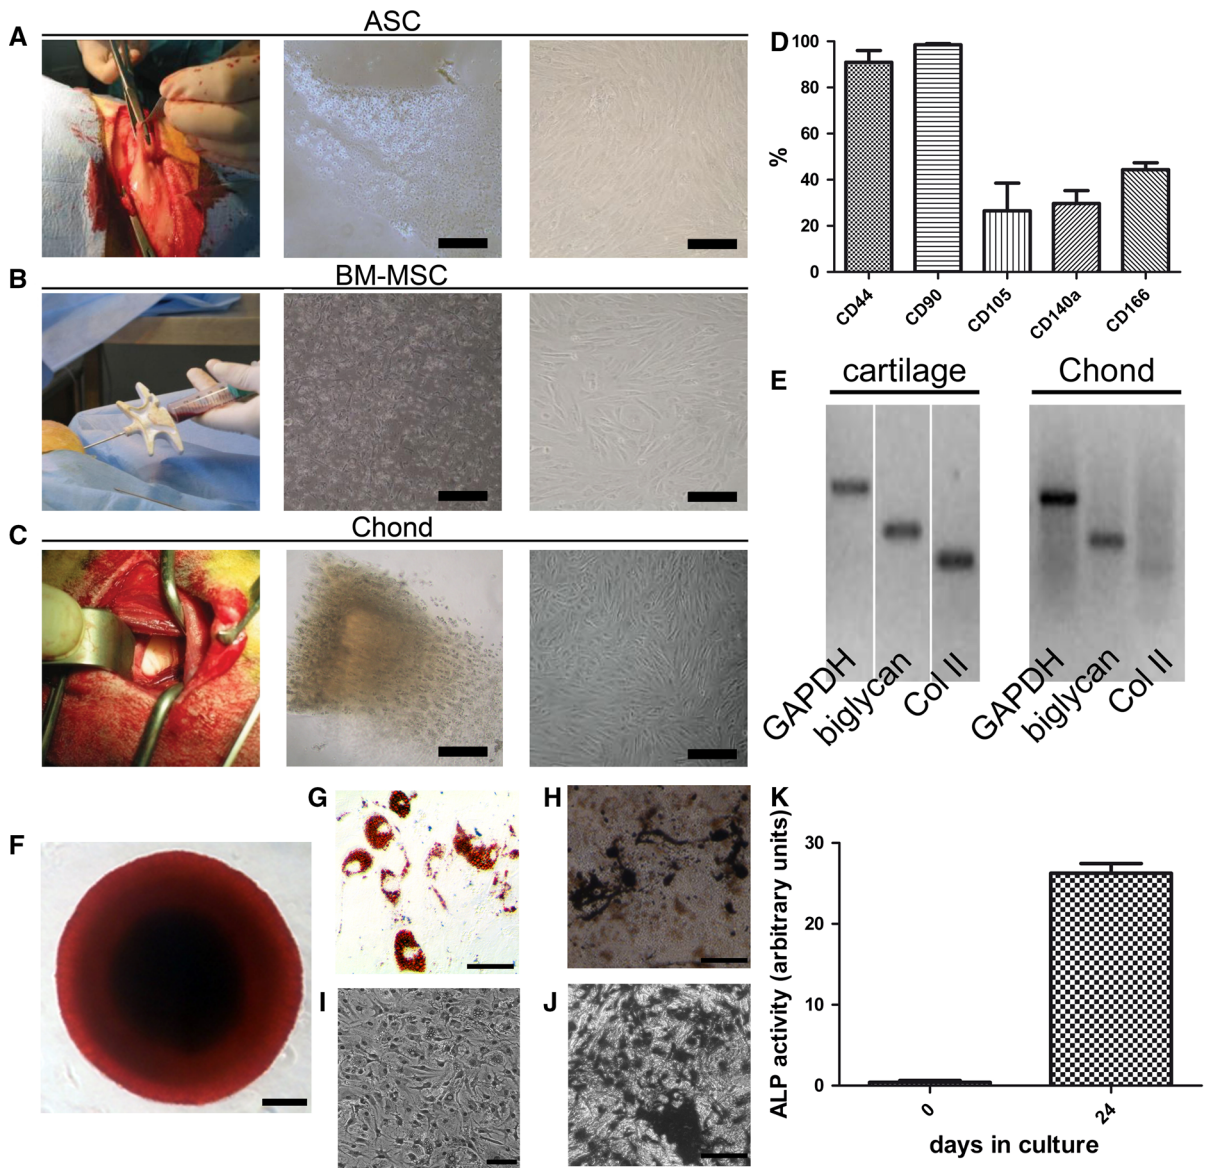 A
ASC
B
BM-MSC
C
Chond
D
100
80
60
40
20
0
%
CD44
CD90
CD105
CD140a
CD166
E
cartilage
Chond
GAPDH
biglycan
Col II
GAPDH
biglycan
Col II
F
G
H
I
J
K
30
20
10
0
ALP activity (arbitrary units)
0
24
days in culture